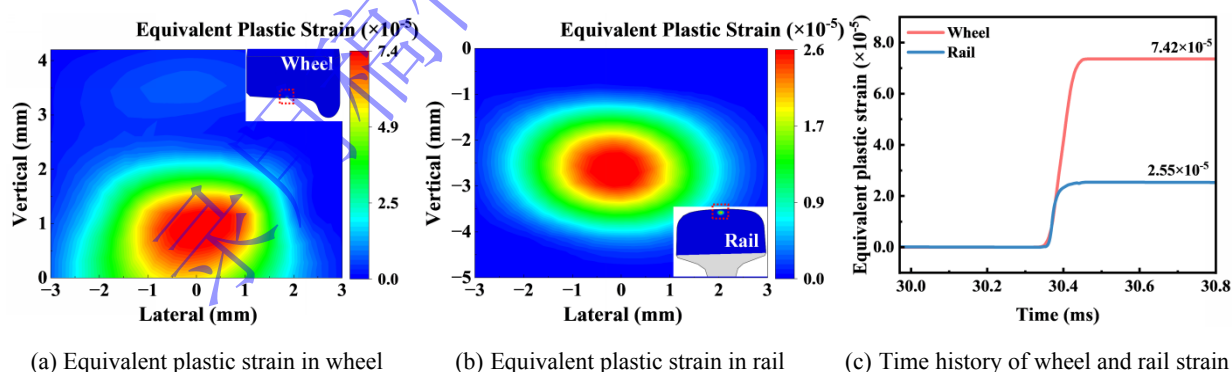 Equivalent Plastic Strain (×10⁻⁵)
7.4
4.9
2.5
0.0
Wheel
Vertical (mm)
4
3
2
1
0
−3 −2 −1 0 1 2 3
Lateral (mm)
Equivalent Plastic Strain (×10⁻⁵)
2.6
1.7
0.9
0.0
Rail
Vertical (mm)
0
−1
−2
−3
−4
−5
−3 −2 −1 0 1 2 3
Lateral (mm)
Equivalent plastic strain (×10⁻⁵)
8.0
6.0
4.0
2.0
0.0
Wheel
Rail
7.42×10⁻⁵
2.55×10⁻⁵
30.0 30.2 30.4 30.6 30.8
Time (ms)
(a) Equivalent plastic strain in wheel
(b) Equivalent plastic strain in rail
(c) Time history of wheel and rail strain